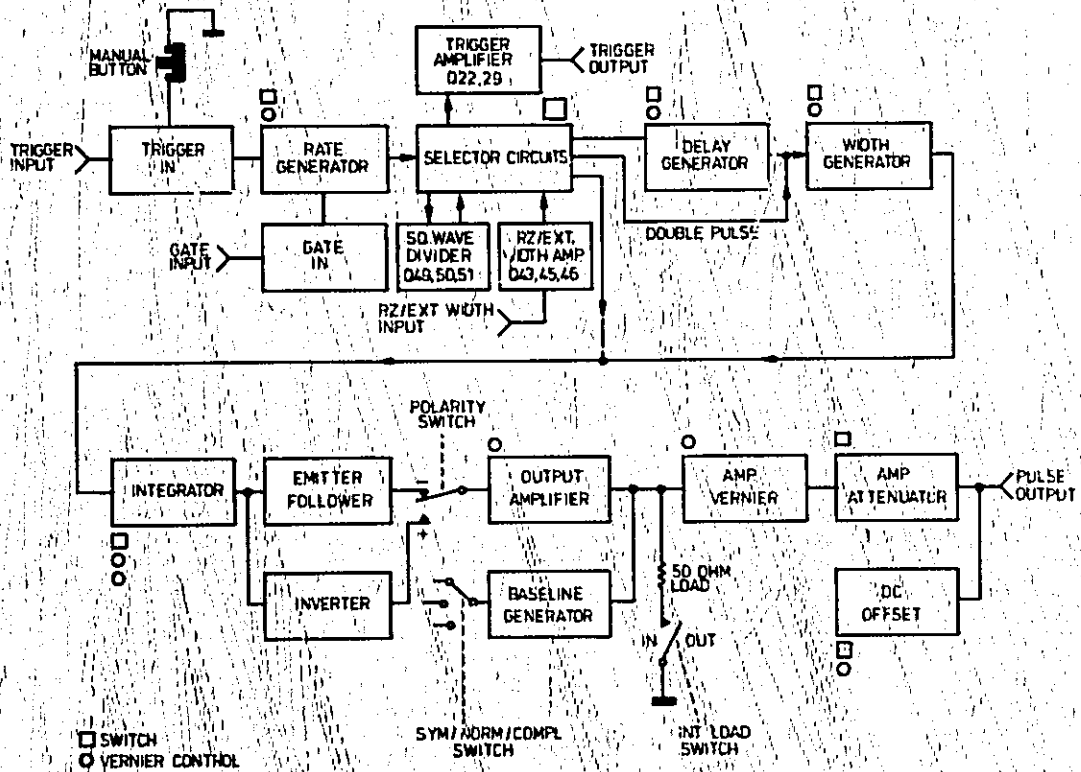 MANUAL
BUTTON
TRIGGER
AMPLIFIER
Q22,29
TRIGGER
OUTPUT
TRIGGER
INPUT
TRIGGER
IN
RATE
GENERATOR
SELECTOR CIRCUITS
DELAY
GENERATOR
WIDTH
GENERATOR
GATE
INPUT
GATE
IN
SQ.WAVE
DIVIDER
Q49,50,51
RZ/EXT.
/IDTH AMP
Q43,45,46
DOUBLE PULSE
RZ/EXT WIDTH
INPUT
POLARITY
SWITCH
INTEGRATOR
EMITTER
FOLLOWER
-
+
OUTPUT
AMPLIFIER
AMP
VERNIER
AMP
ATTENUATOR
PULSE
OUTPUT
INVERTER
BASELINE
GENERATOR
50 OHM
LOAD
DC
OFFSET
IN
OUT
SYM/NORM/COMPL
SWITCH
INT LOAD
SWITCH
SWITCH
VERNIER CONTROL